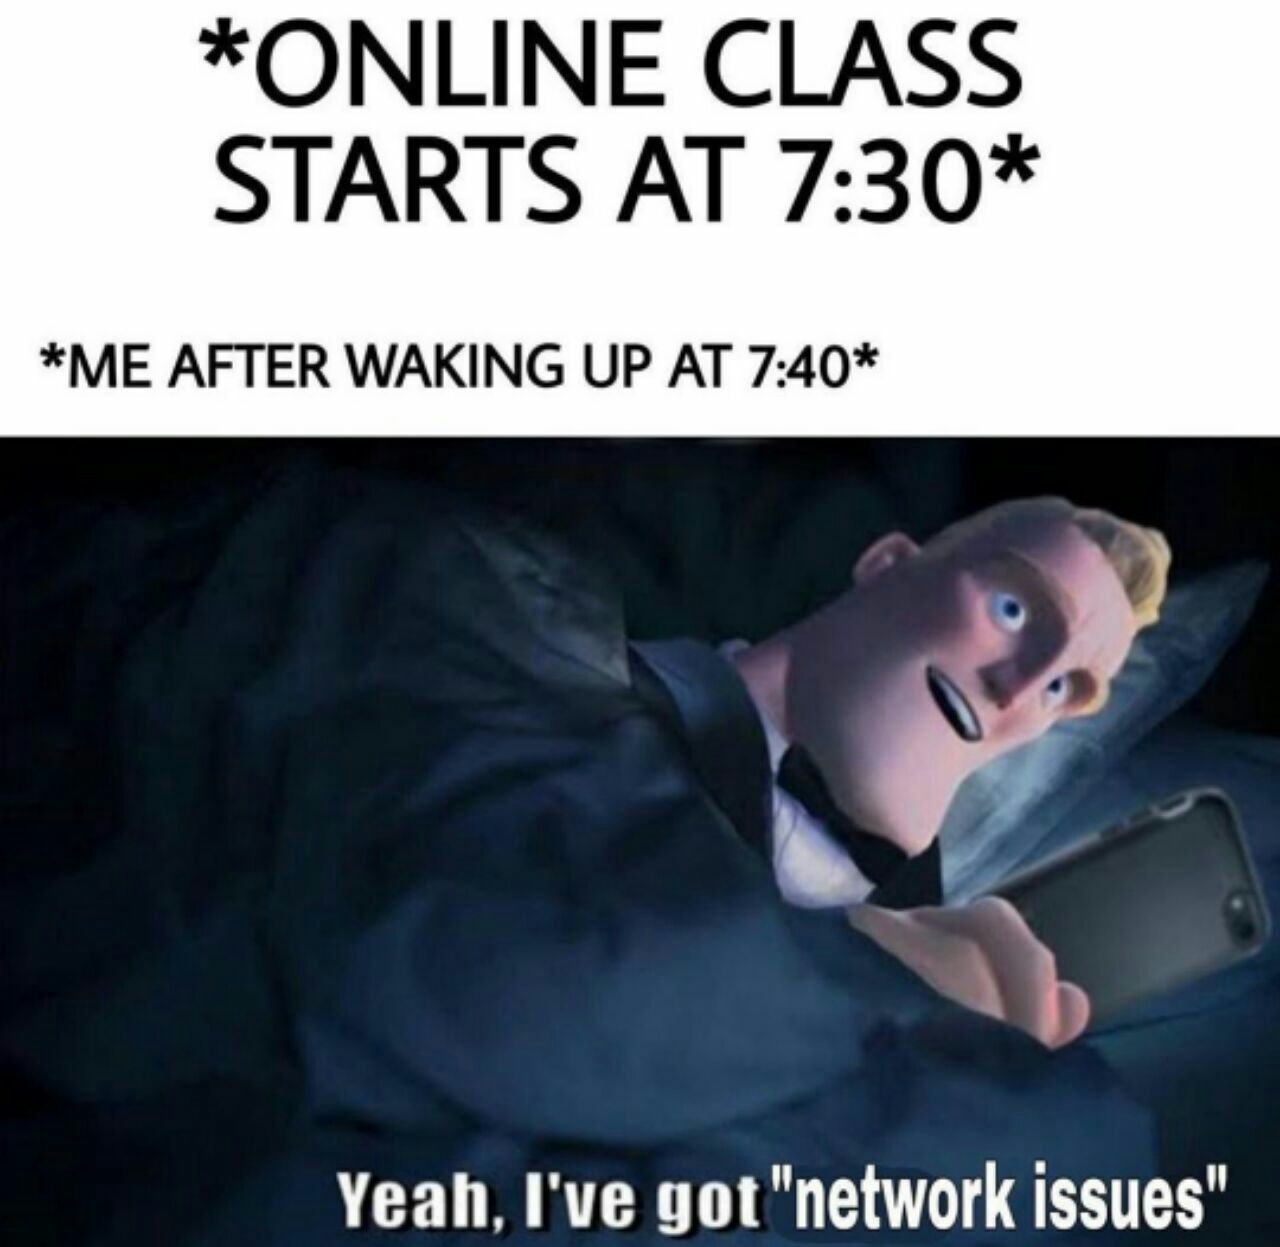 *ONLINE CLASS
STARTS AT 7:30*
*ME AFTER WAKING UP AT 7:40*
Yeah, I've got "network issues"